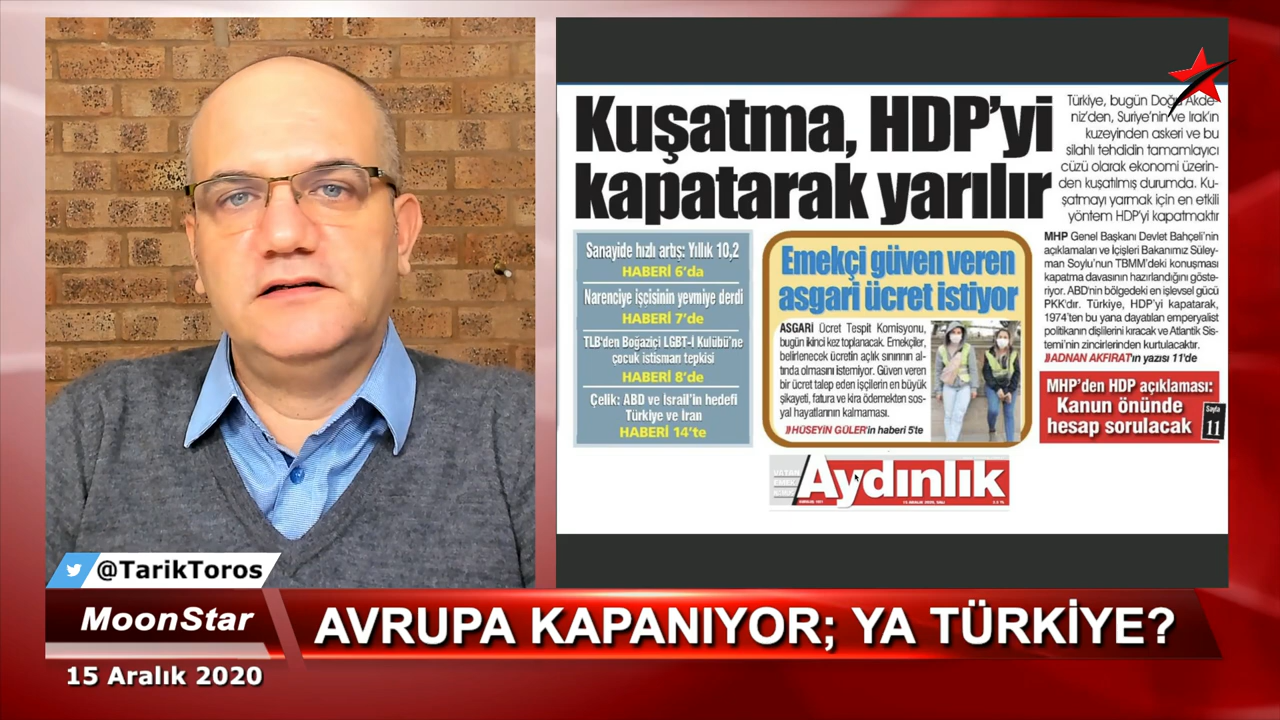 Kuşatma, HDP'yi
kapatarak yarılır
Türkiye, bugün Doğu Akde-
niz'den, Suriye'nin ve Irak'ın
kuzeyinden askeri ve bu
silahlı tehdidin tamamlayıcı
cüzü olarak ekonomi üzerin-
den kuşatılmış durumda. Ku-
şatmayı yarmak için en etkili
yöntem HDP'yi kapatmaktır
Sanayide hızlı artış: Yıllık 10,2
HABERİ 6'da
Narenciye işçisinin yevmiye derdi
HABERİ 7'de
TLB'den Boğaziçi LGBT-İ Kulübü'ne
çocuk istismarı tepkisi
HABERİ 8'de
Çelik: ABD ve İsrail'in hedefi
Türkiye ve İran
HABERİ 14'te
Emekçi güven veren
asgari ücret istiyor
ASGARİ Ücret Tespit Komisyonu,
bugün ikinci kez toplanacak. Emekçiler,
belirlenecek ücretin açlık sınırının al-
tında olmasını istemiyor. Güven veren
bir ücret talep eden işçilerin en büyük
şikayeti, fatura ve kira ödemekten sos-
yal hayatlarının kalmaması.
HÜSEYİN GÜLER'in haberi 5'te
MHP Genel Başkanı Devlet Bahçeli'nin
açıklamaları ve İçişleri Bakanımız Süley-
man Soylu'nun TBMM'deki konuşması
kapatma davasının hazırlandığını göste-
riyor. ABD'nin bölgedeki en işlevsel gücü
PKK'dır. Türkiye, HDP'yi kapatarak,
1974'ten bu yana dayatılan emperyalist
politikanın dişlilerini kıracak ve Atlantik Sis-
temi'nin zincirlerinden kurtulacaktır.
ADNAN AKFIRAT'ın yazısı 11'de
MHP'den HDP açıklaması:
Kanun önünde
hesap sorulacak
Sayfa
11
VATAN
EMEK
Aydınlık
15 ARALIK 2020, SALI
@TarikToros
MoonStar
AVRUPA KAPANIYOR; YA TÜRKİYE?
15 Aralık 2020